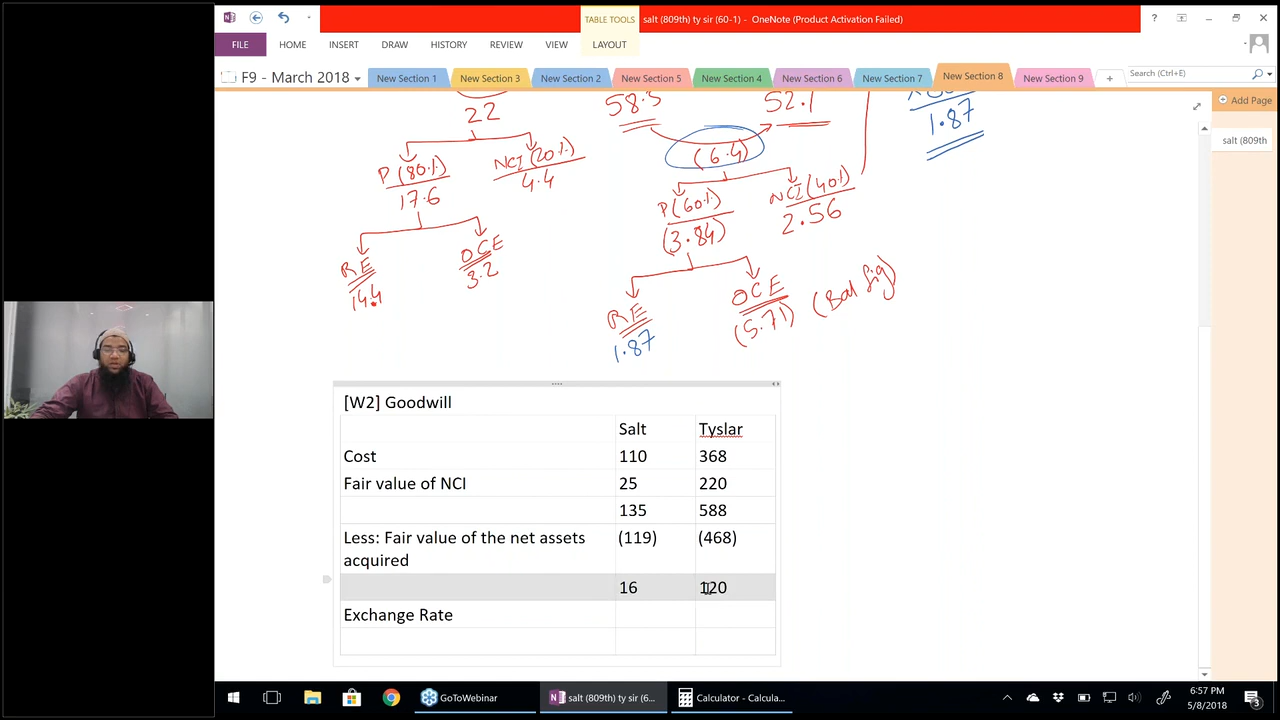 salt (809th) ty sir (60-1) - OneNote (Product Activation Failed)
TABLE TOOLS
FILE HOME INSERT DRAW HISTORY REVIEW VIEW LAYOUT
F9 - March 2018
New Section 1 New Section 3 New Section 2 New Section 5 New Section 4 New Section 6 New Section 7 New Section 8 New Section 9
Search (Ctrl+E)
Add Page
salt (809th)
22
58.5 52.1
1.87
(6.4)
P (80%) NCI (20%)
17.6 4.4
P (60%) NCI (40%)
(3.84) 2.56
RE OCE
14.4 3.2
RE OCE (Bal fig)
1.87 (5.71)
[W2] Goodwill
Salt Tyslar
Cost 110 368
Fair value of NCI 25 220
135 588
Less: Fair value of the net assets (119) (468)
acquired
16 120
Exchange Rate
GoToWebinar
salt (809th) ty sir (6...
Calculator - Calcula...
6:57 PM
5/8/2018
3